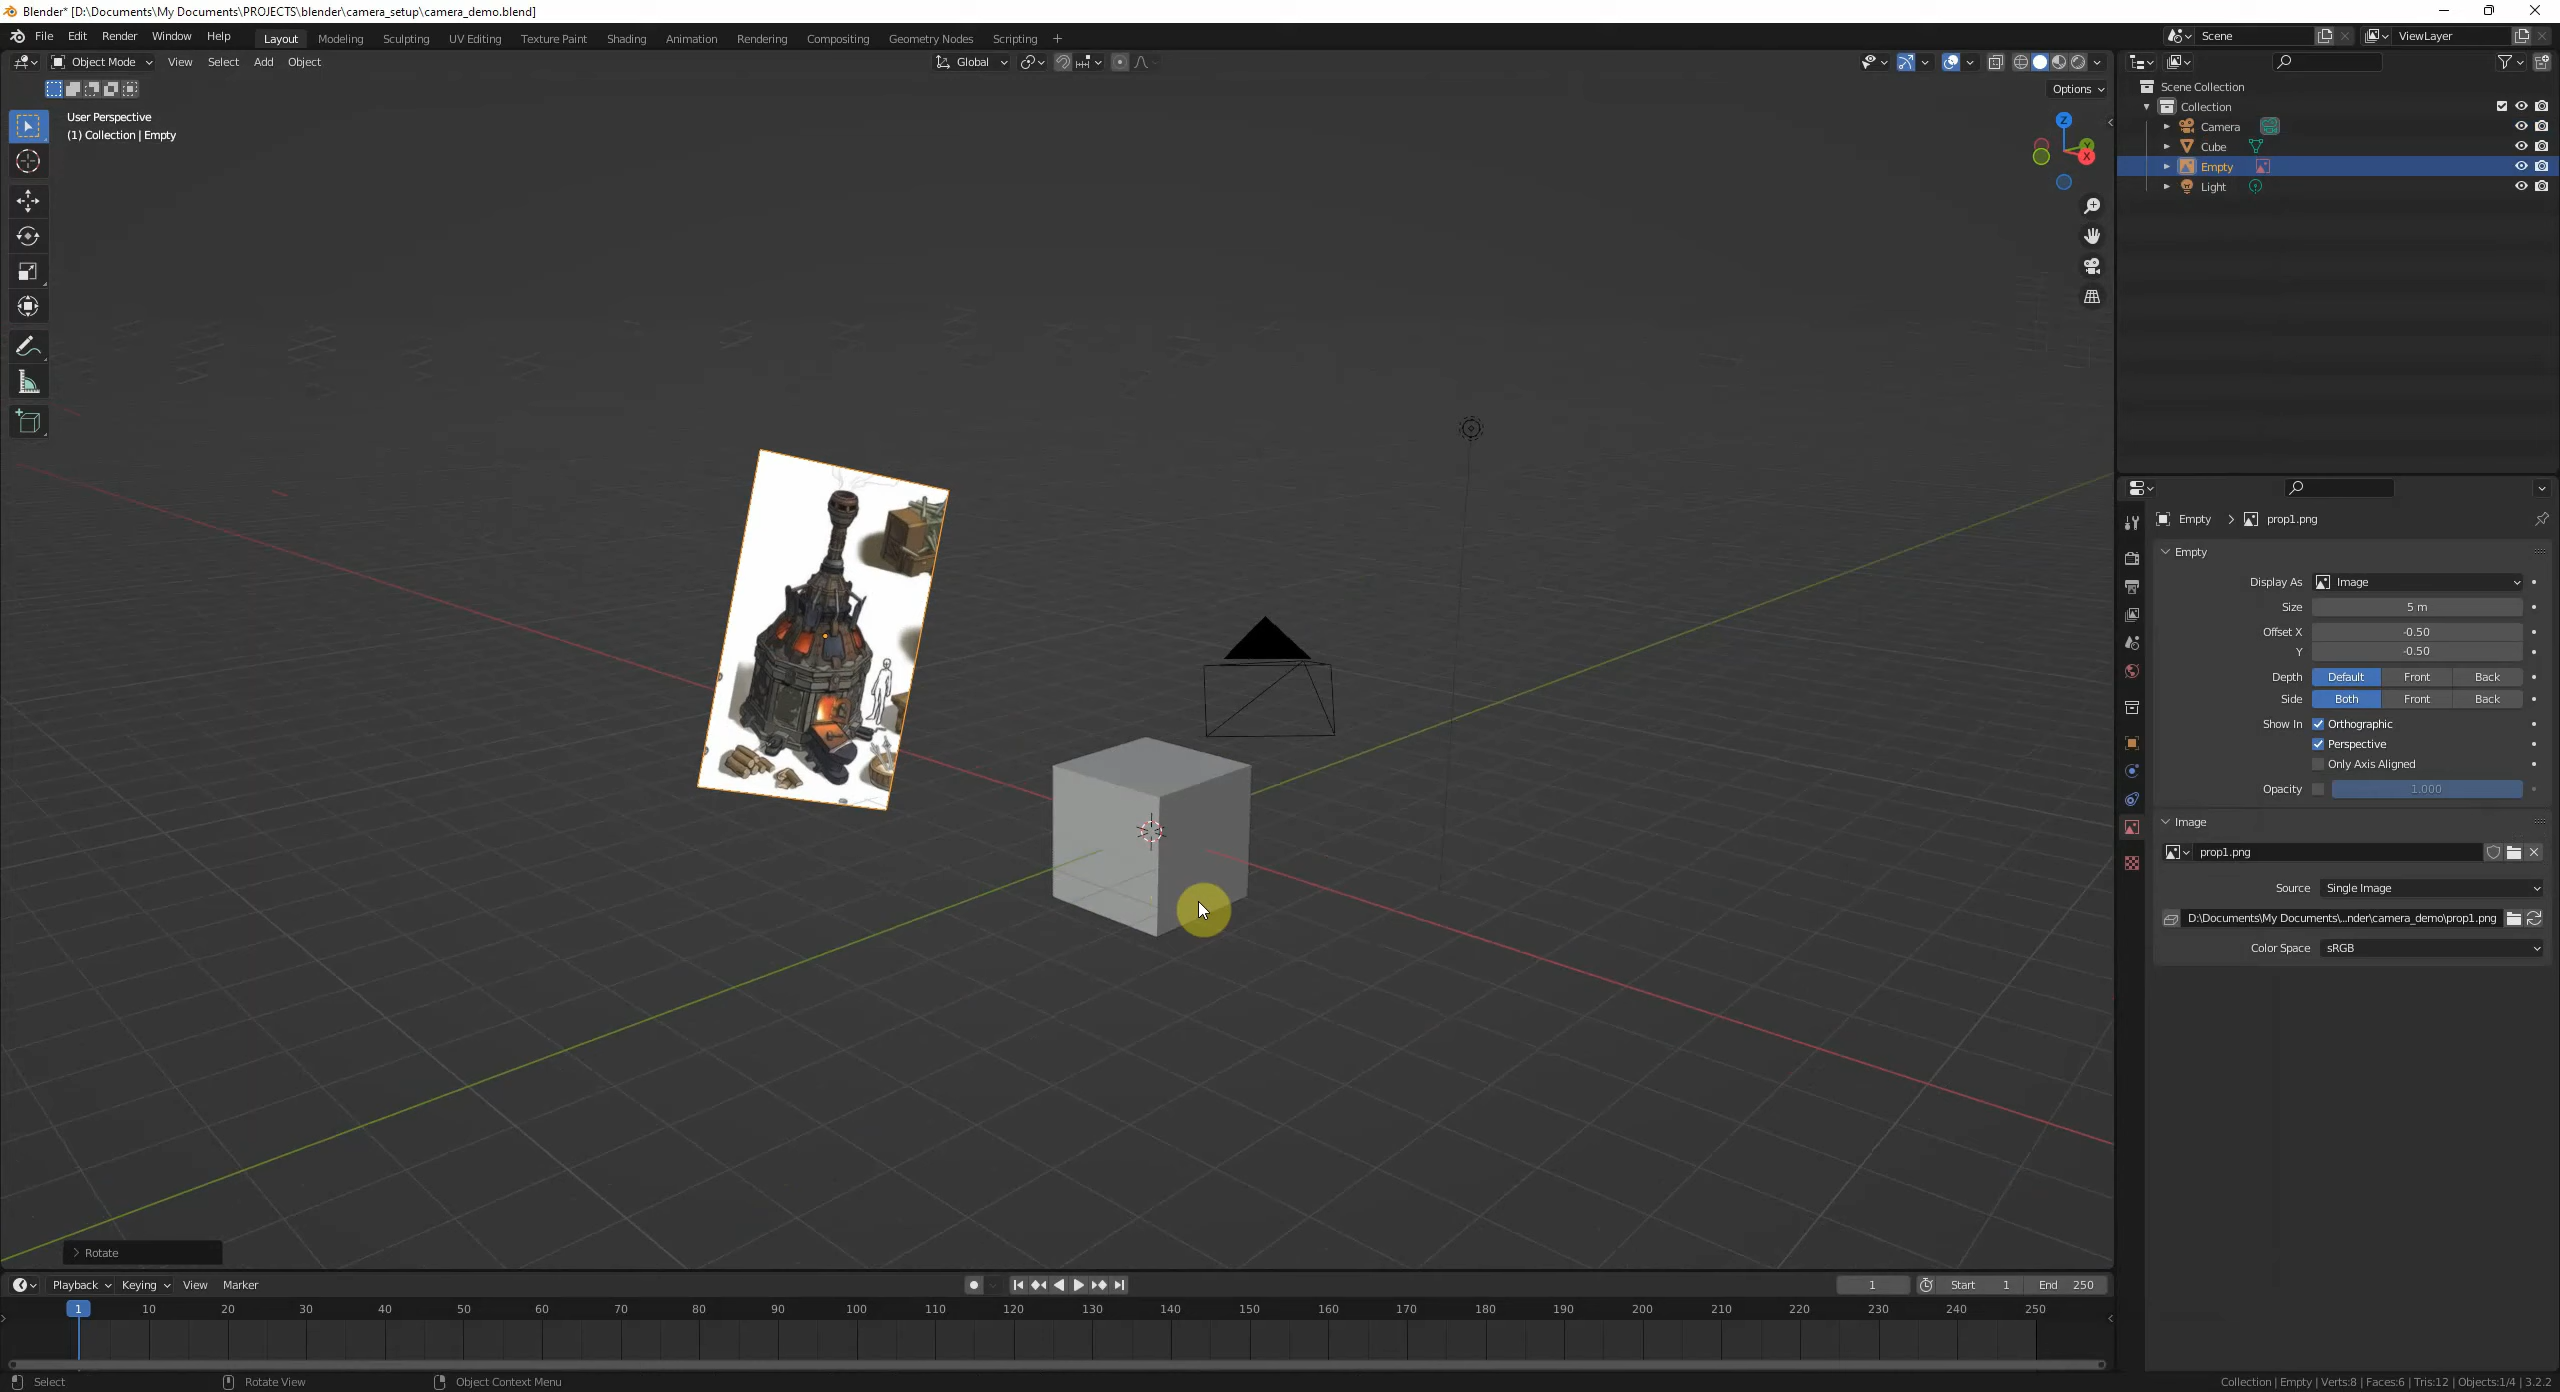 Blender* [D:\Documents\My Documents\PROJECTS\blender\camera_setup\camera_demo.blend]
File Edit Render Window Help Layout Modeling Sculpting UV Editing Texture Paint Shading Animation Rendering Compositing Geometry Nodes Scripting + Scene ViewLayer
Object Mode View Select Add Object Global
Options
User Perspective
(1) Collection | Empty
Z
Y
X
Scene Collection
Collection
Camera
Cube
Empty
Light
Empty prop1.png
Empty
Display As Image
Size 5 m
Offset X -0.50
Y -0.50
Depth Default Front Back
Side Both Front Back
Show In Orthographic
Perspective
Only Axis Aligned
Opacity 1.000
Image
prop1.png
Source Single Image
D:\Documents\My Documents\...nder\camera_demo\prop1.png
Color Space sRGB
Rotate
Playback Keying View Marker 1 Start 1 End 250
1 10 20 30 40 50 60 70 80 90 100 110 120 130 140 150 160 170 180 190 200 210 220 230 240 250
Select Rotate View Object Context Menu Collection | Empty | Verts:8 | Faces:6 | Tris:12 | Objects:1/4 | 3.2.2